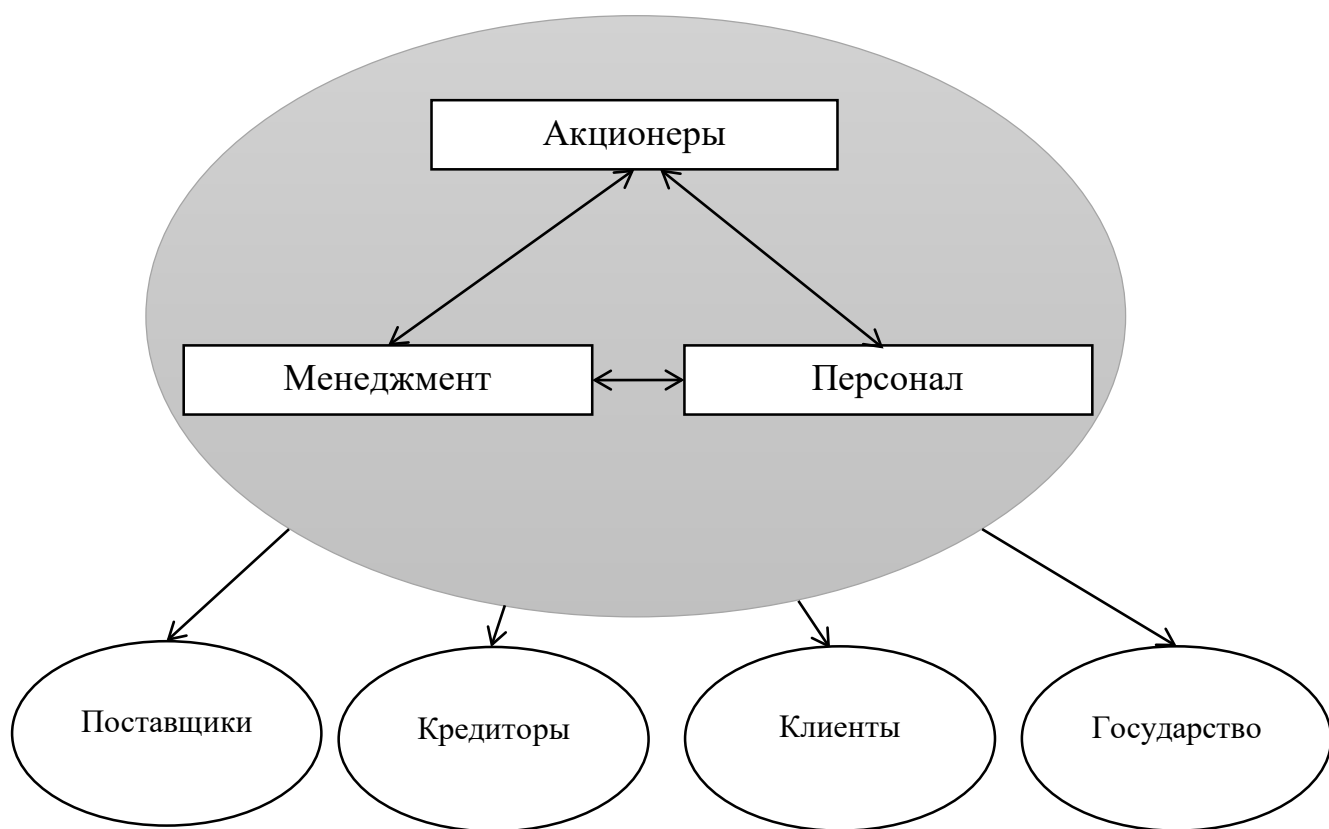 Акционеры
Менеджмент
Персонал
Поставщики
Кредиторы
Клиенты
Государство